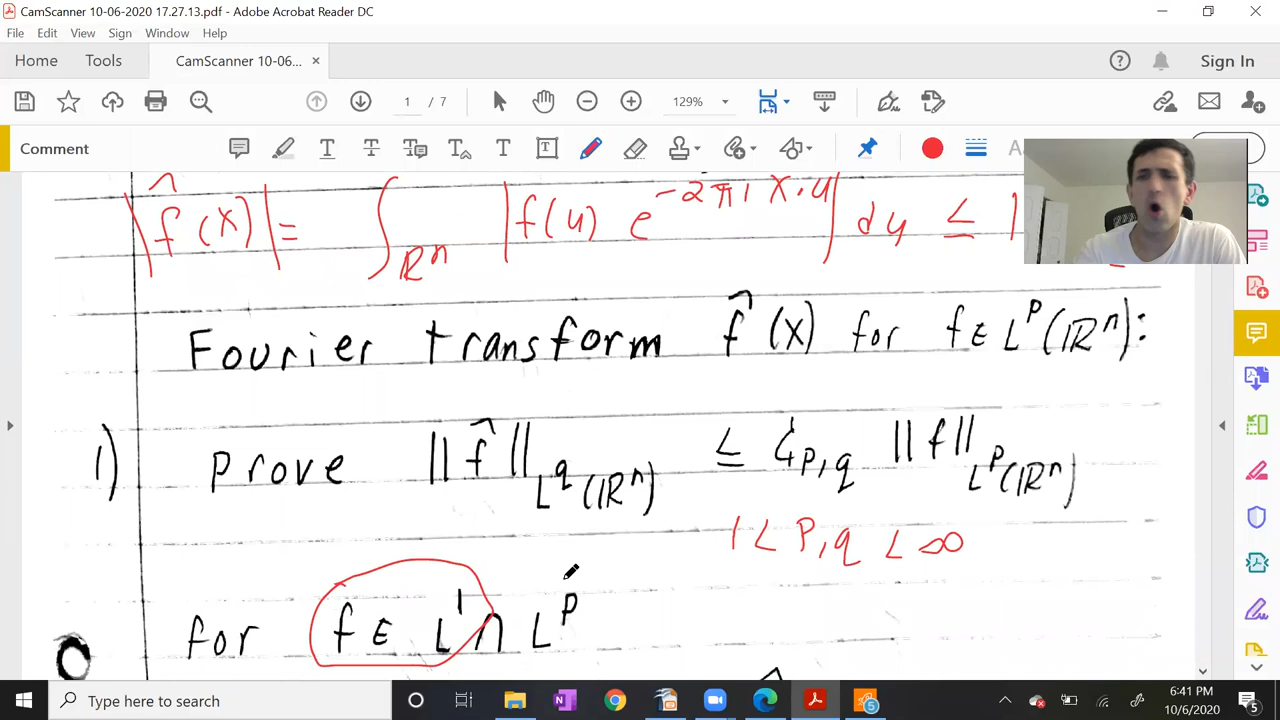 CamScanner 10-06-2020 17.27.13.pdf - Adobe Acrobat Reader DC
File Edit View Sign Window Help
Home Tools CamScanner 10-06... × Sign In
1 / 7 129%
Comment
|f̂(x)| = ∫_{ℝⁿ} |f(y) e^{-2πi x·y}| dy ≤ |
Fourier transform f̂(x) for f∈L^p(ℝⁿ):
1) Prove ||f̂||_{L^q(ℝⁿ)} ≤ C_{p,q} ||f||_{L^p(ℝⁿ)}
1 < p,q < ∞
for f ∈ L¹ ∩ L^p
Type here to search 5 6:41 PM
10/6/2020